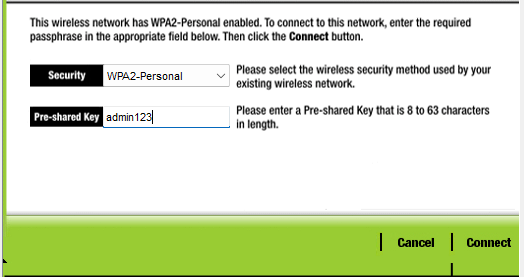 This wireless network has WPA2-Personal enabled. To connect to this network, enter the required
passphrase in the appropriate field below. Then click the Connect button.
Security WPA2-Personal Please select the wireless security method used by your
existing wireless network.
Pre-shared Key admin123 Please enter a Pre-shared Key that is 8 to 63 characters
in length.
Cancel Connect